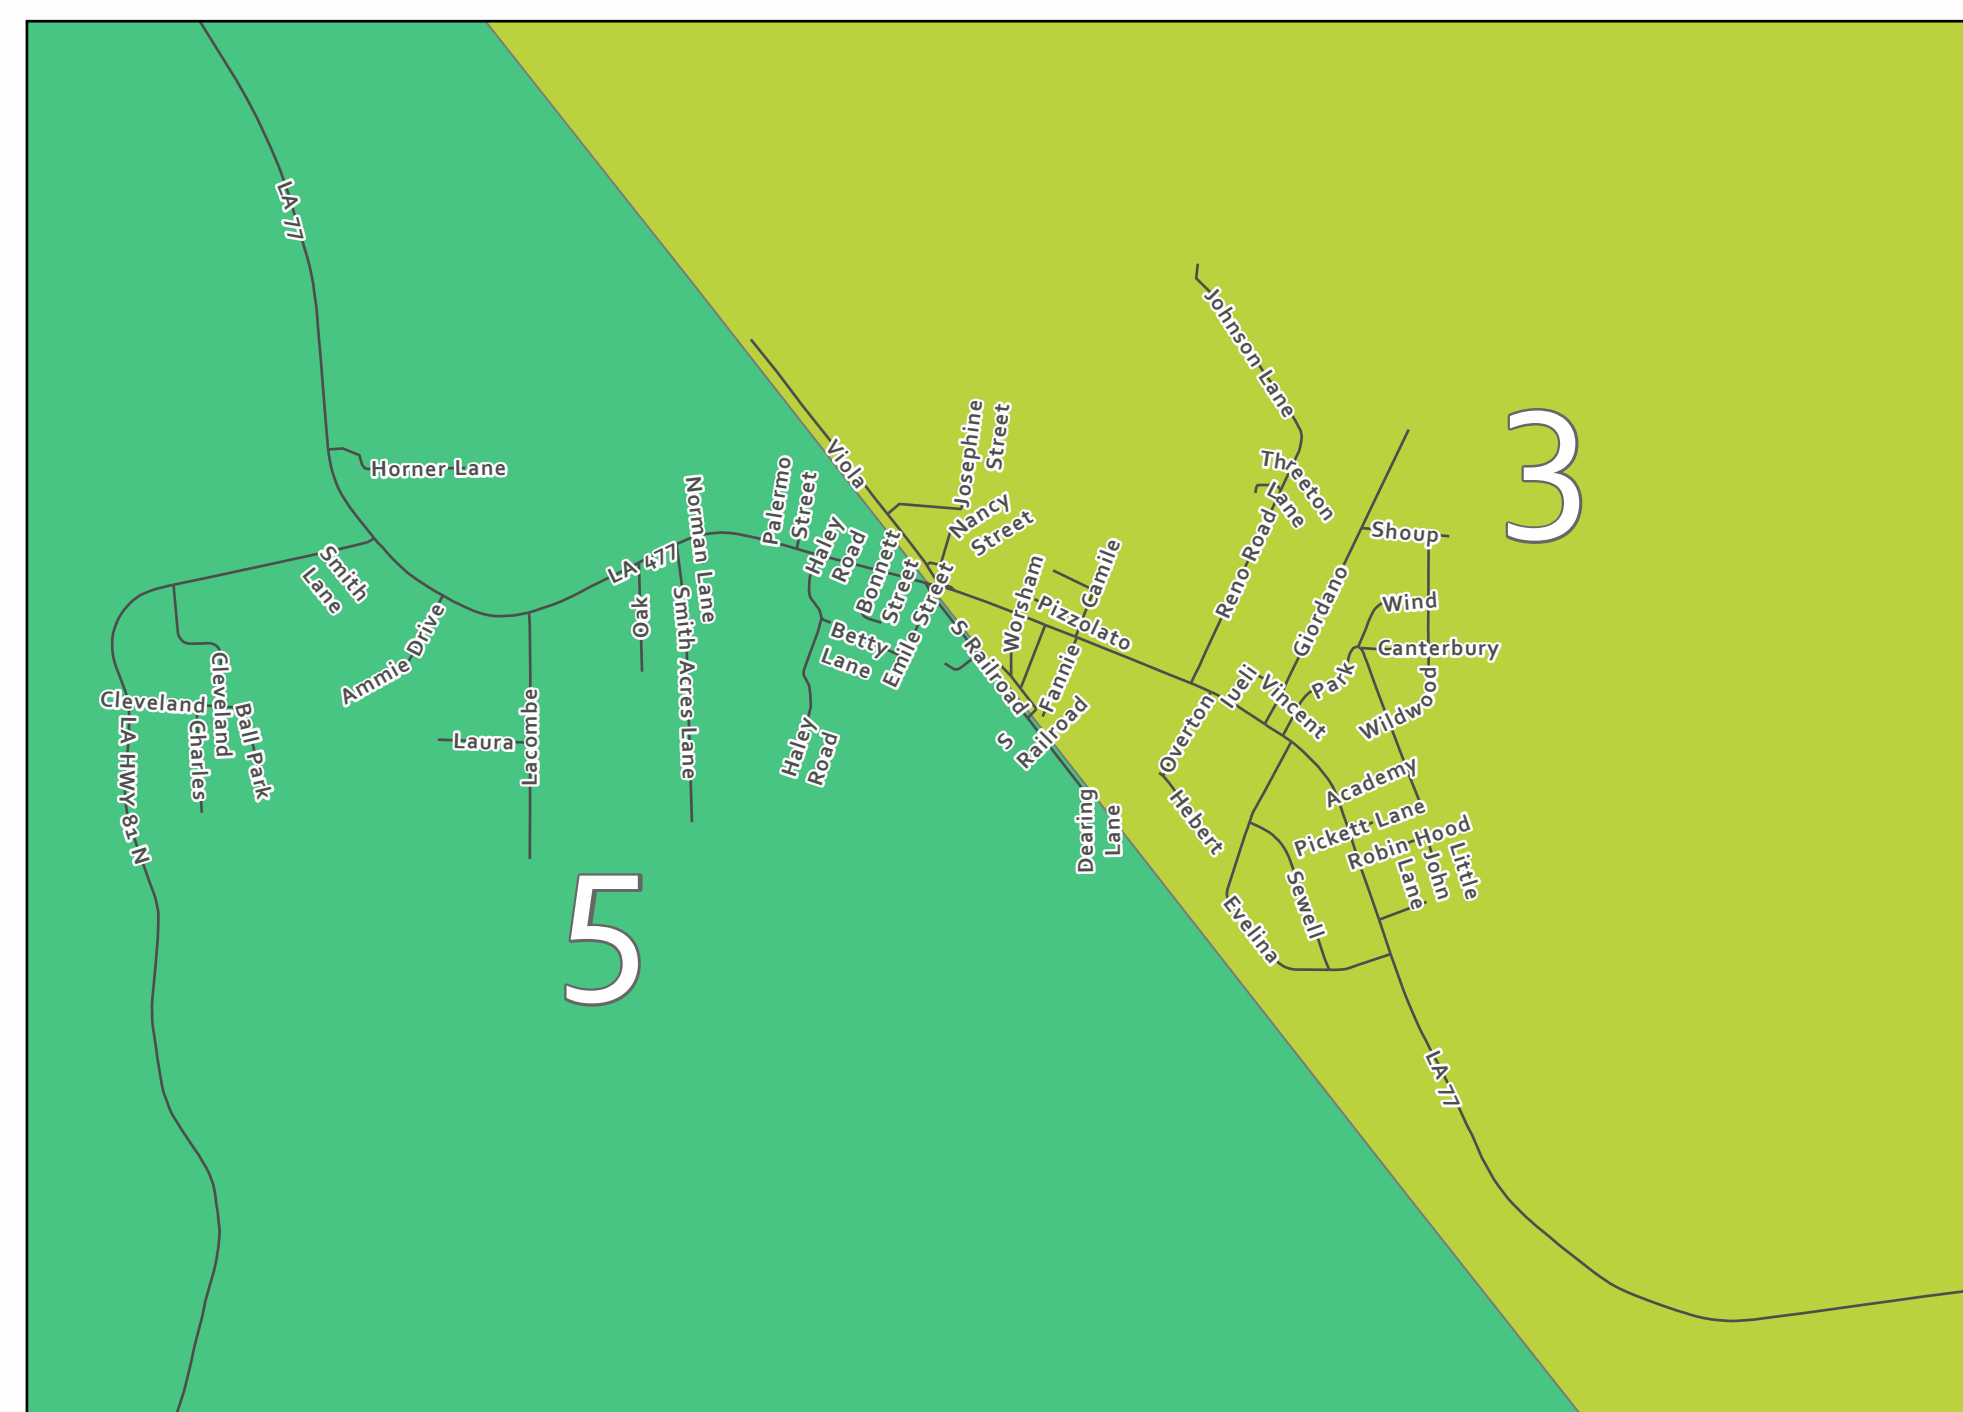 LA 77
Johnson Lane
3
Josephine
Street
Viola
Threeton
Lane
Horner Lane
Palermo
Street
Norman Lane
Nancy
Street
Haley
Road
Bonnett
Street
Shoup
Reno Road
LA 477
Smith
Lane
Camile
Worsham
Giordano
Oak
Emile Street
Wind
Pizzolato
Betty
Lane
S Railroad
Canterbury
Smith Acres Lane
Ammie Drive
Fannie
Iueli
Vincent
Park
Wildwood
Cleveland
Cleveland
Charles
Ball Park
LA HWY 81 N
Laura
Lacombe
Haley
Road
S
Railroad
Overton
Hebert
Academy
Pickett Lane
Robin Hood
Little
John
Lane
Dearing
Lane
5
Sewell
Evelina
LA 77